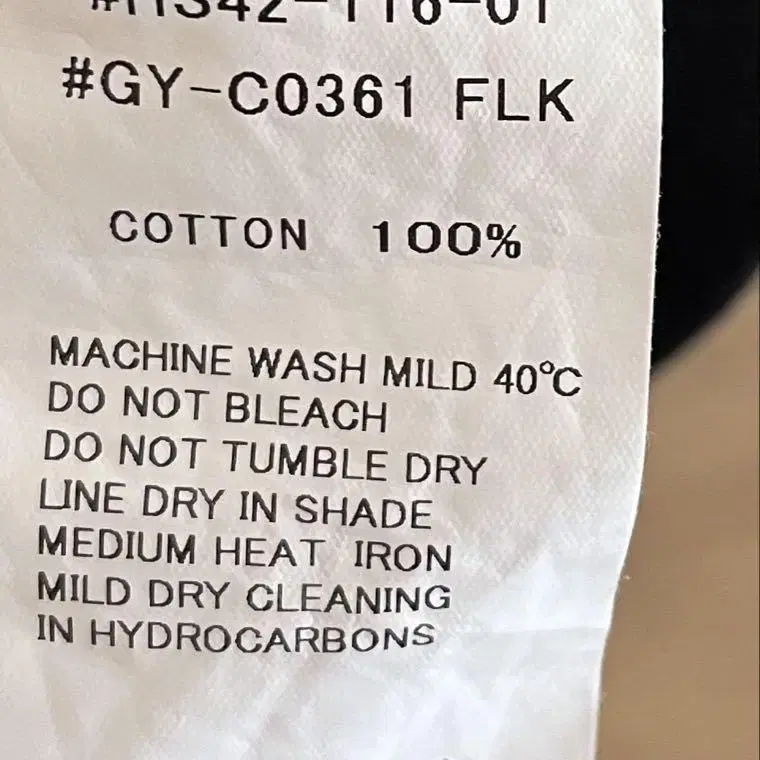 #GY-C0361 FLK
COTTON 100%
MACHINE WASH MILD 40°C
DO NOT BLEACH
DO NOT TUMBLE DRY
LINE DRY IN SHADE
MEDIUM HEAT IRON
MILD DRY CLEANING
IN HYDROCARBONS